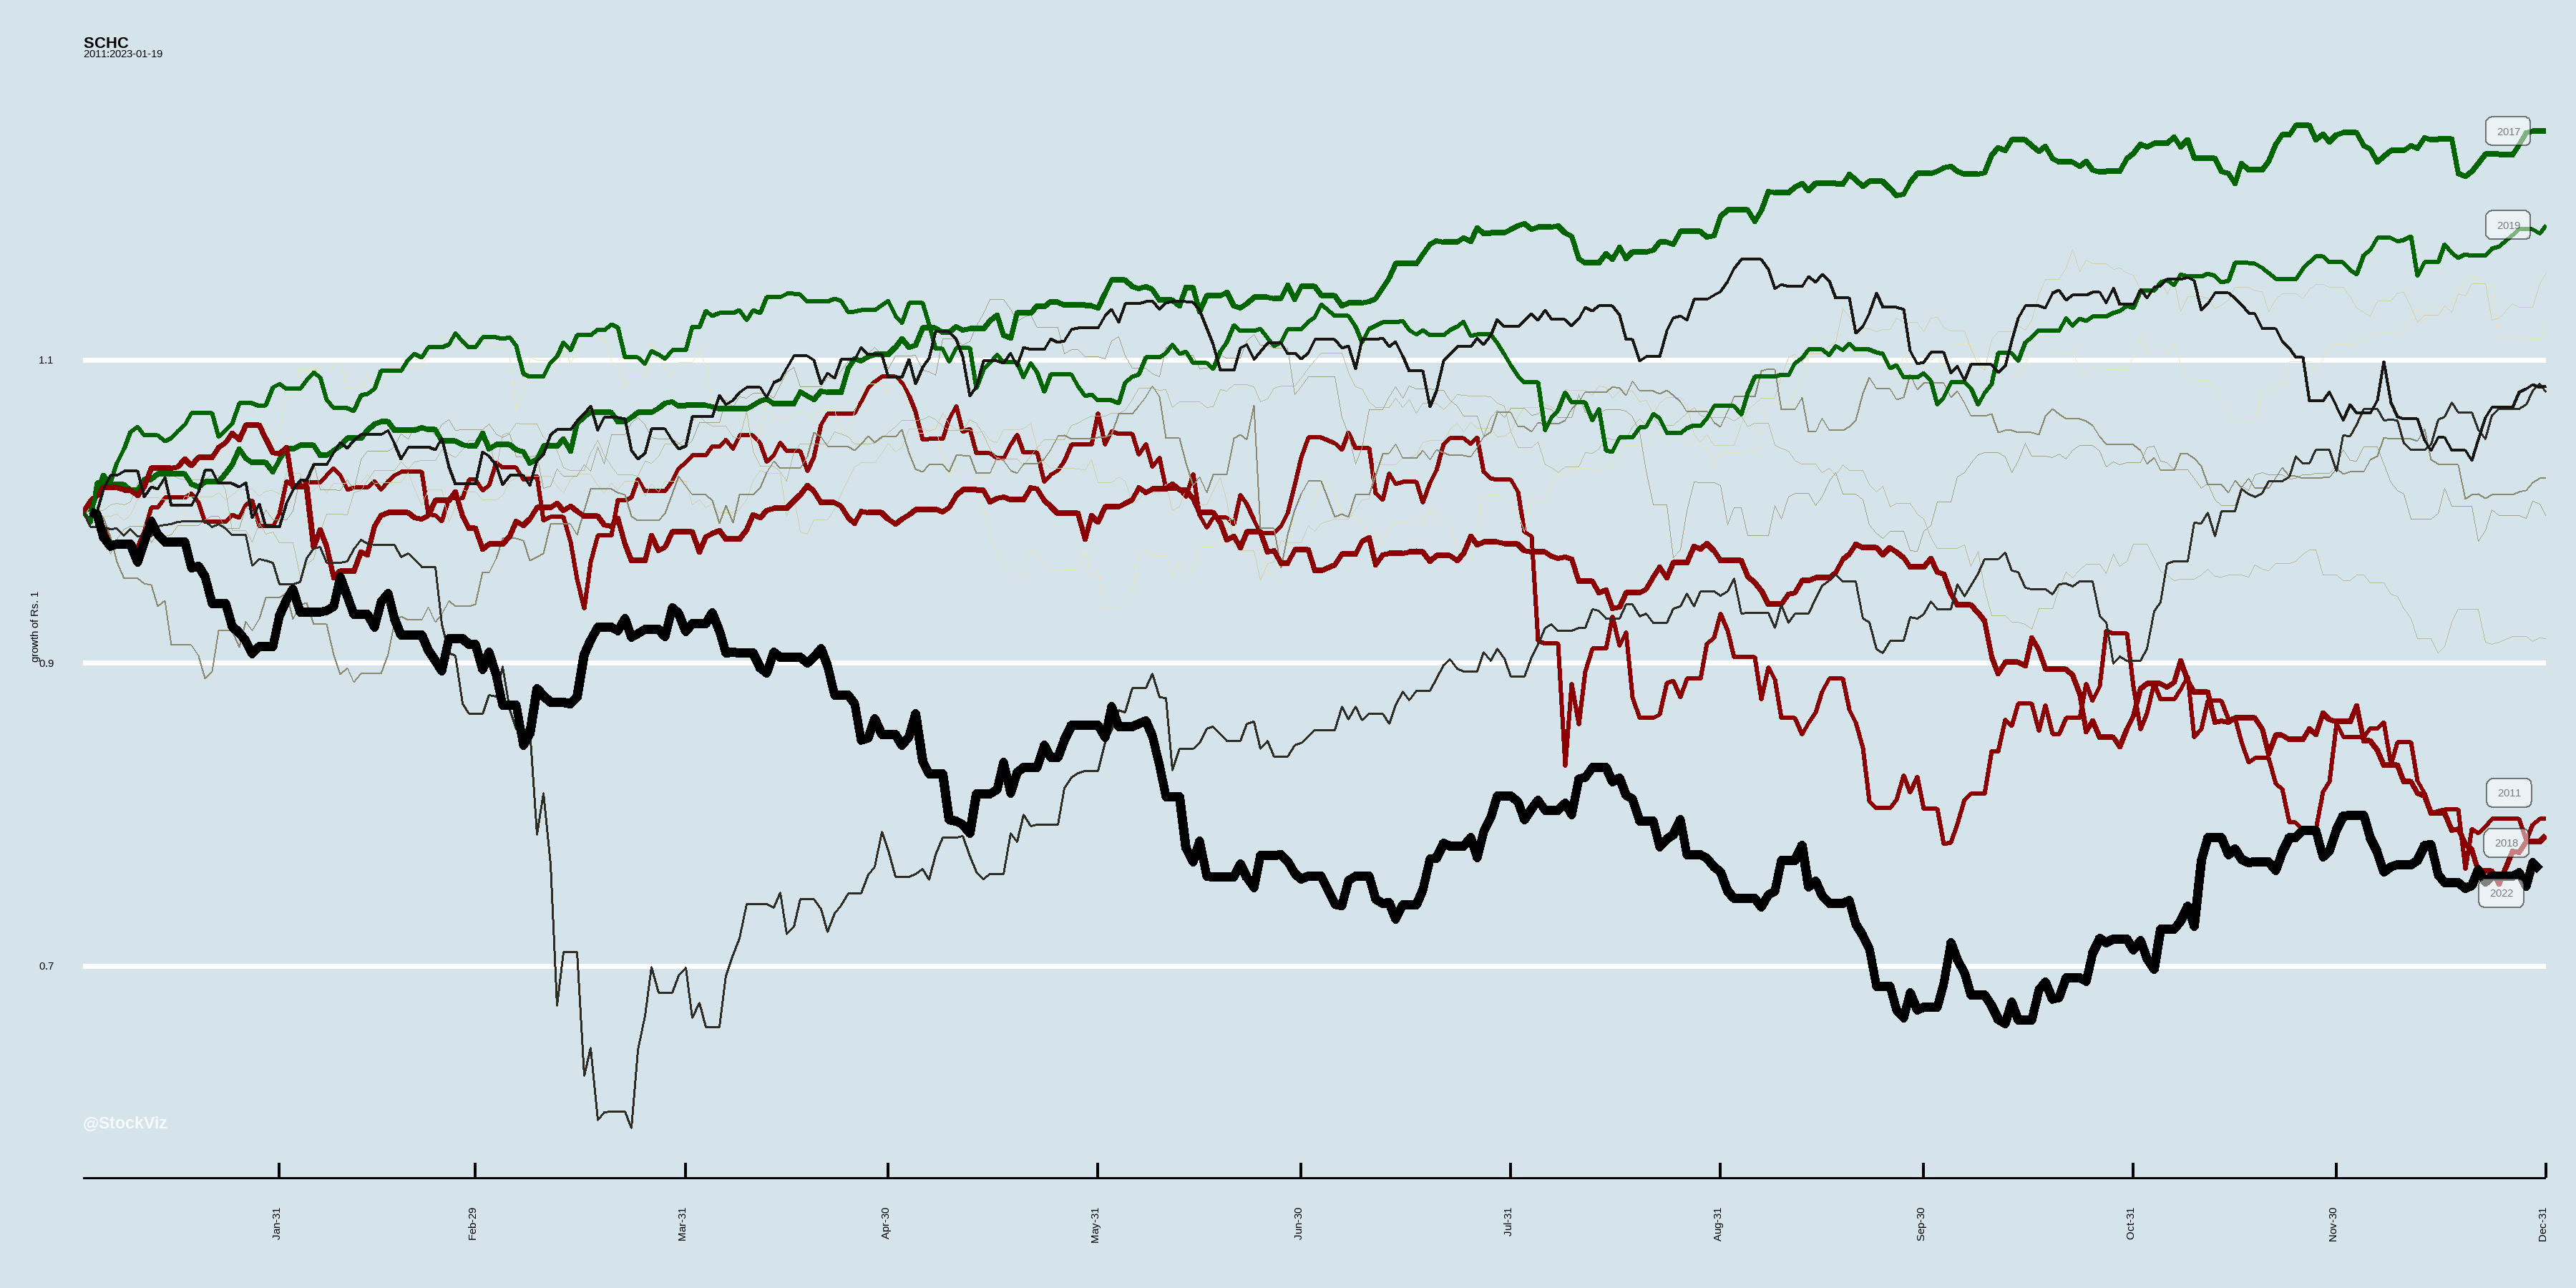 SCHC
2011:2023-01-19
2017
2019
1.1
growth of Rs. 1
0.9
2011
2018
2022
0.7
@StockViz
Jan-31
Feb-29
Mar-31
Apr-30
May-31
Jun-30
Jul-31
Aug-31
Sep-30
Oct-31
Nov-30
Dec-31